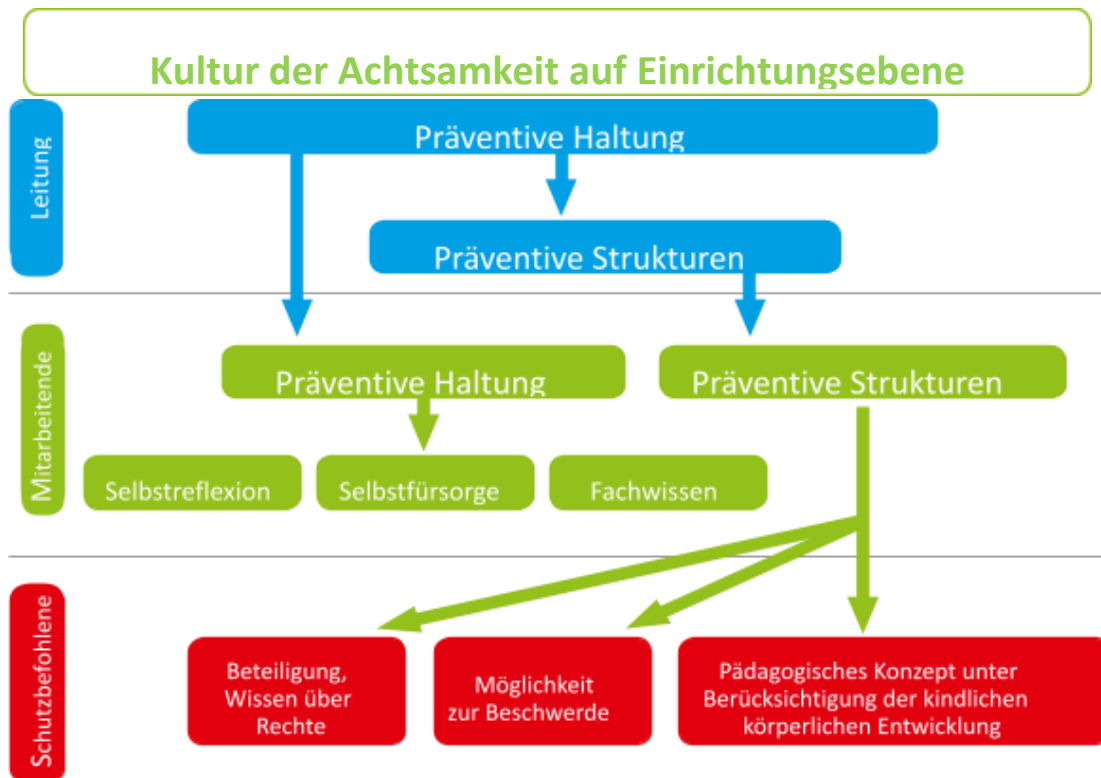 Kultur der Achtsamkeit auf Einrichtungsebene
Leitung
Präventive Haltung
Präventive Strukturen
Mitarbeitende
Präventive Haltung
Präventive Strukturen
Selbstreflexion
Selbstfürsorge
Fachwissen
Schutzbefohlene
Beteiligung,
Wissen über
Rechte
Möglichkeit
zur Beschwerde
Pädagogisches Konzept unter
Berücksichtigung der kindlichen
körperlichen Entwicklung